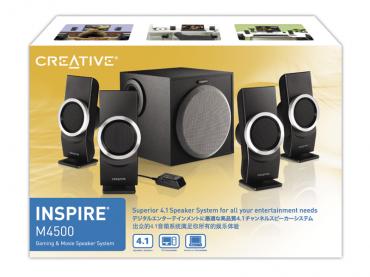 CREATIVE®
INSPIRE®
M4500
Gaming & Movie Speaker System
Superior 4.1 Speaker System for all your entertainment needs
デジタルエンターテインメントに最適な高品質4.1チャンネルスピーカーシステム
出众的4.1音箱系统满足您所有的娱乐体验
4.1